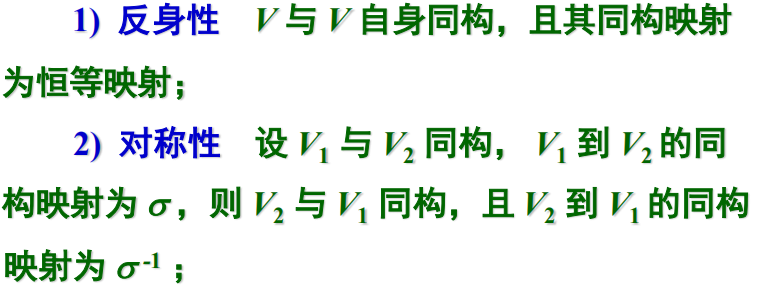 1) 反身性 V 与 V 自身同构，且其同构映射
为恒等映射；
2) 对称性 设 V₁ 与 V₂ 同构， V₁ 到 V₂ 的同
构映射为 σ，则 V₂ 与 V₁ 同构，且 V₂ 到 V₁ 的同构
映射为 σ⁻¹；